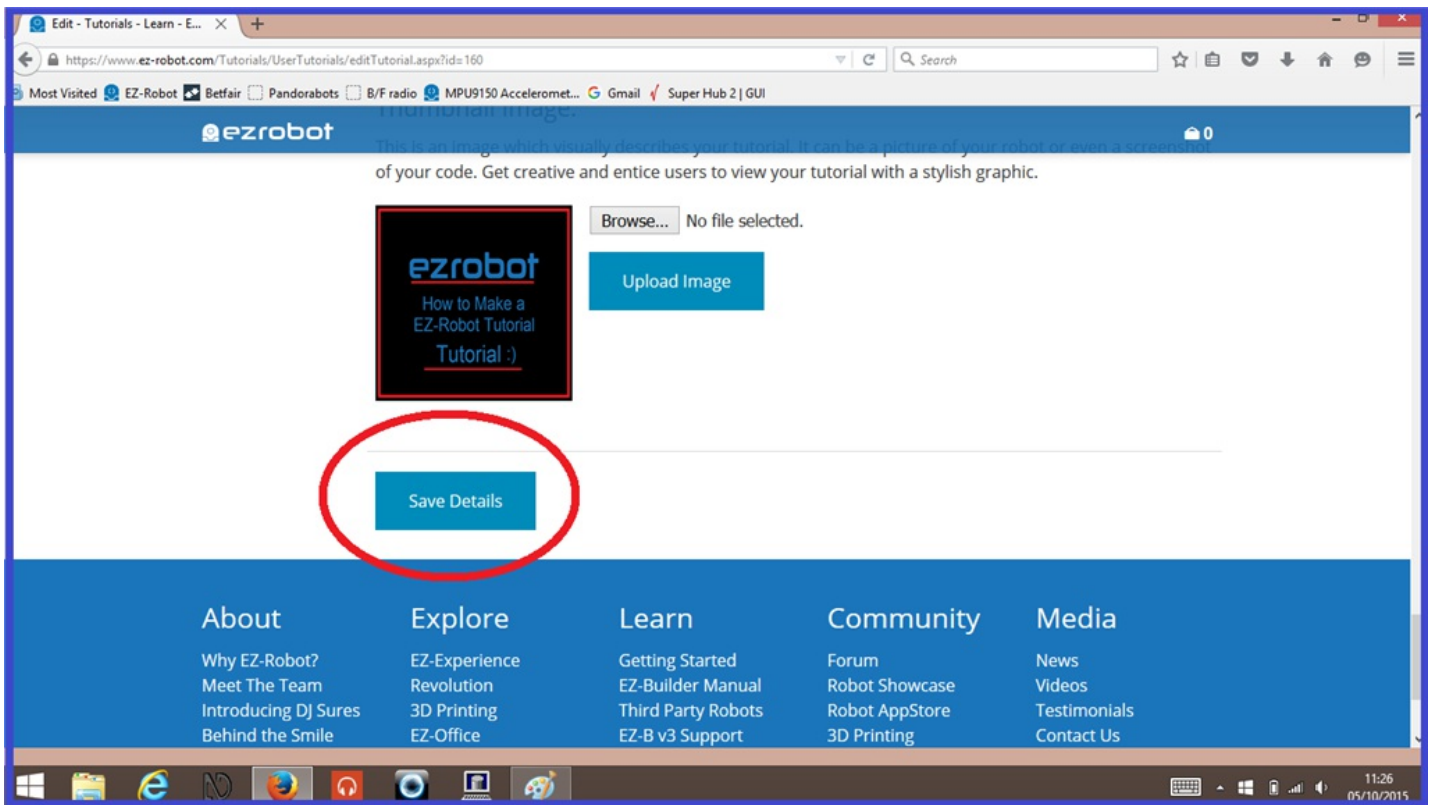 Edit - Tutorials - Learn - E...
https://www.ez-robot.com/Tutorials/UserTutorials/editTutorial.aspx?id=160
Search
Most Visited EZ-Robot Betfair Pandorabots B/F radio MPU9150 Acceleromet... Gmail Super Hub 2 | GUI
Thumbnail Image:
ezrobot
0
This is an image which visually describes your tutorial. It can be a picture of your robot or even a screenshot
of your code. Get creative and entice users to view your tutorial with a stylish graphic.
Browse... No file selected.
Upload Image
ezrobot
How to Make a
EZ-Robot Tutorial
Tutorial :)
Save Details
About Explore Learn Community Media
Why EZ-Robot? EZ-Experience Getting Started Forum News
Meet The Team Revolution EZ-Builder Manual Robot Showcase Videos
Introducing DJ Sures 3D Printing Third Party Robots Robot AppStore Testimonials
Behind the Smile EZ-Office EZ-B v3 Support 3D Printing Contact Us
11:26
05/10/2015